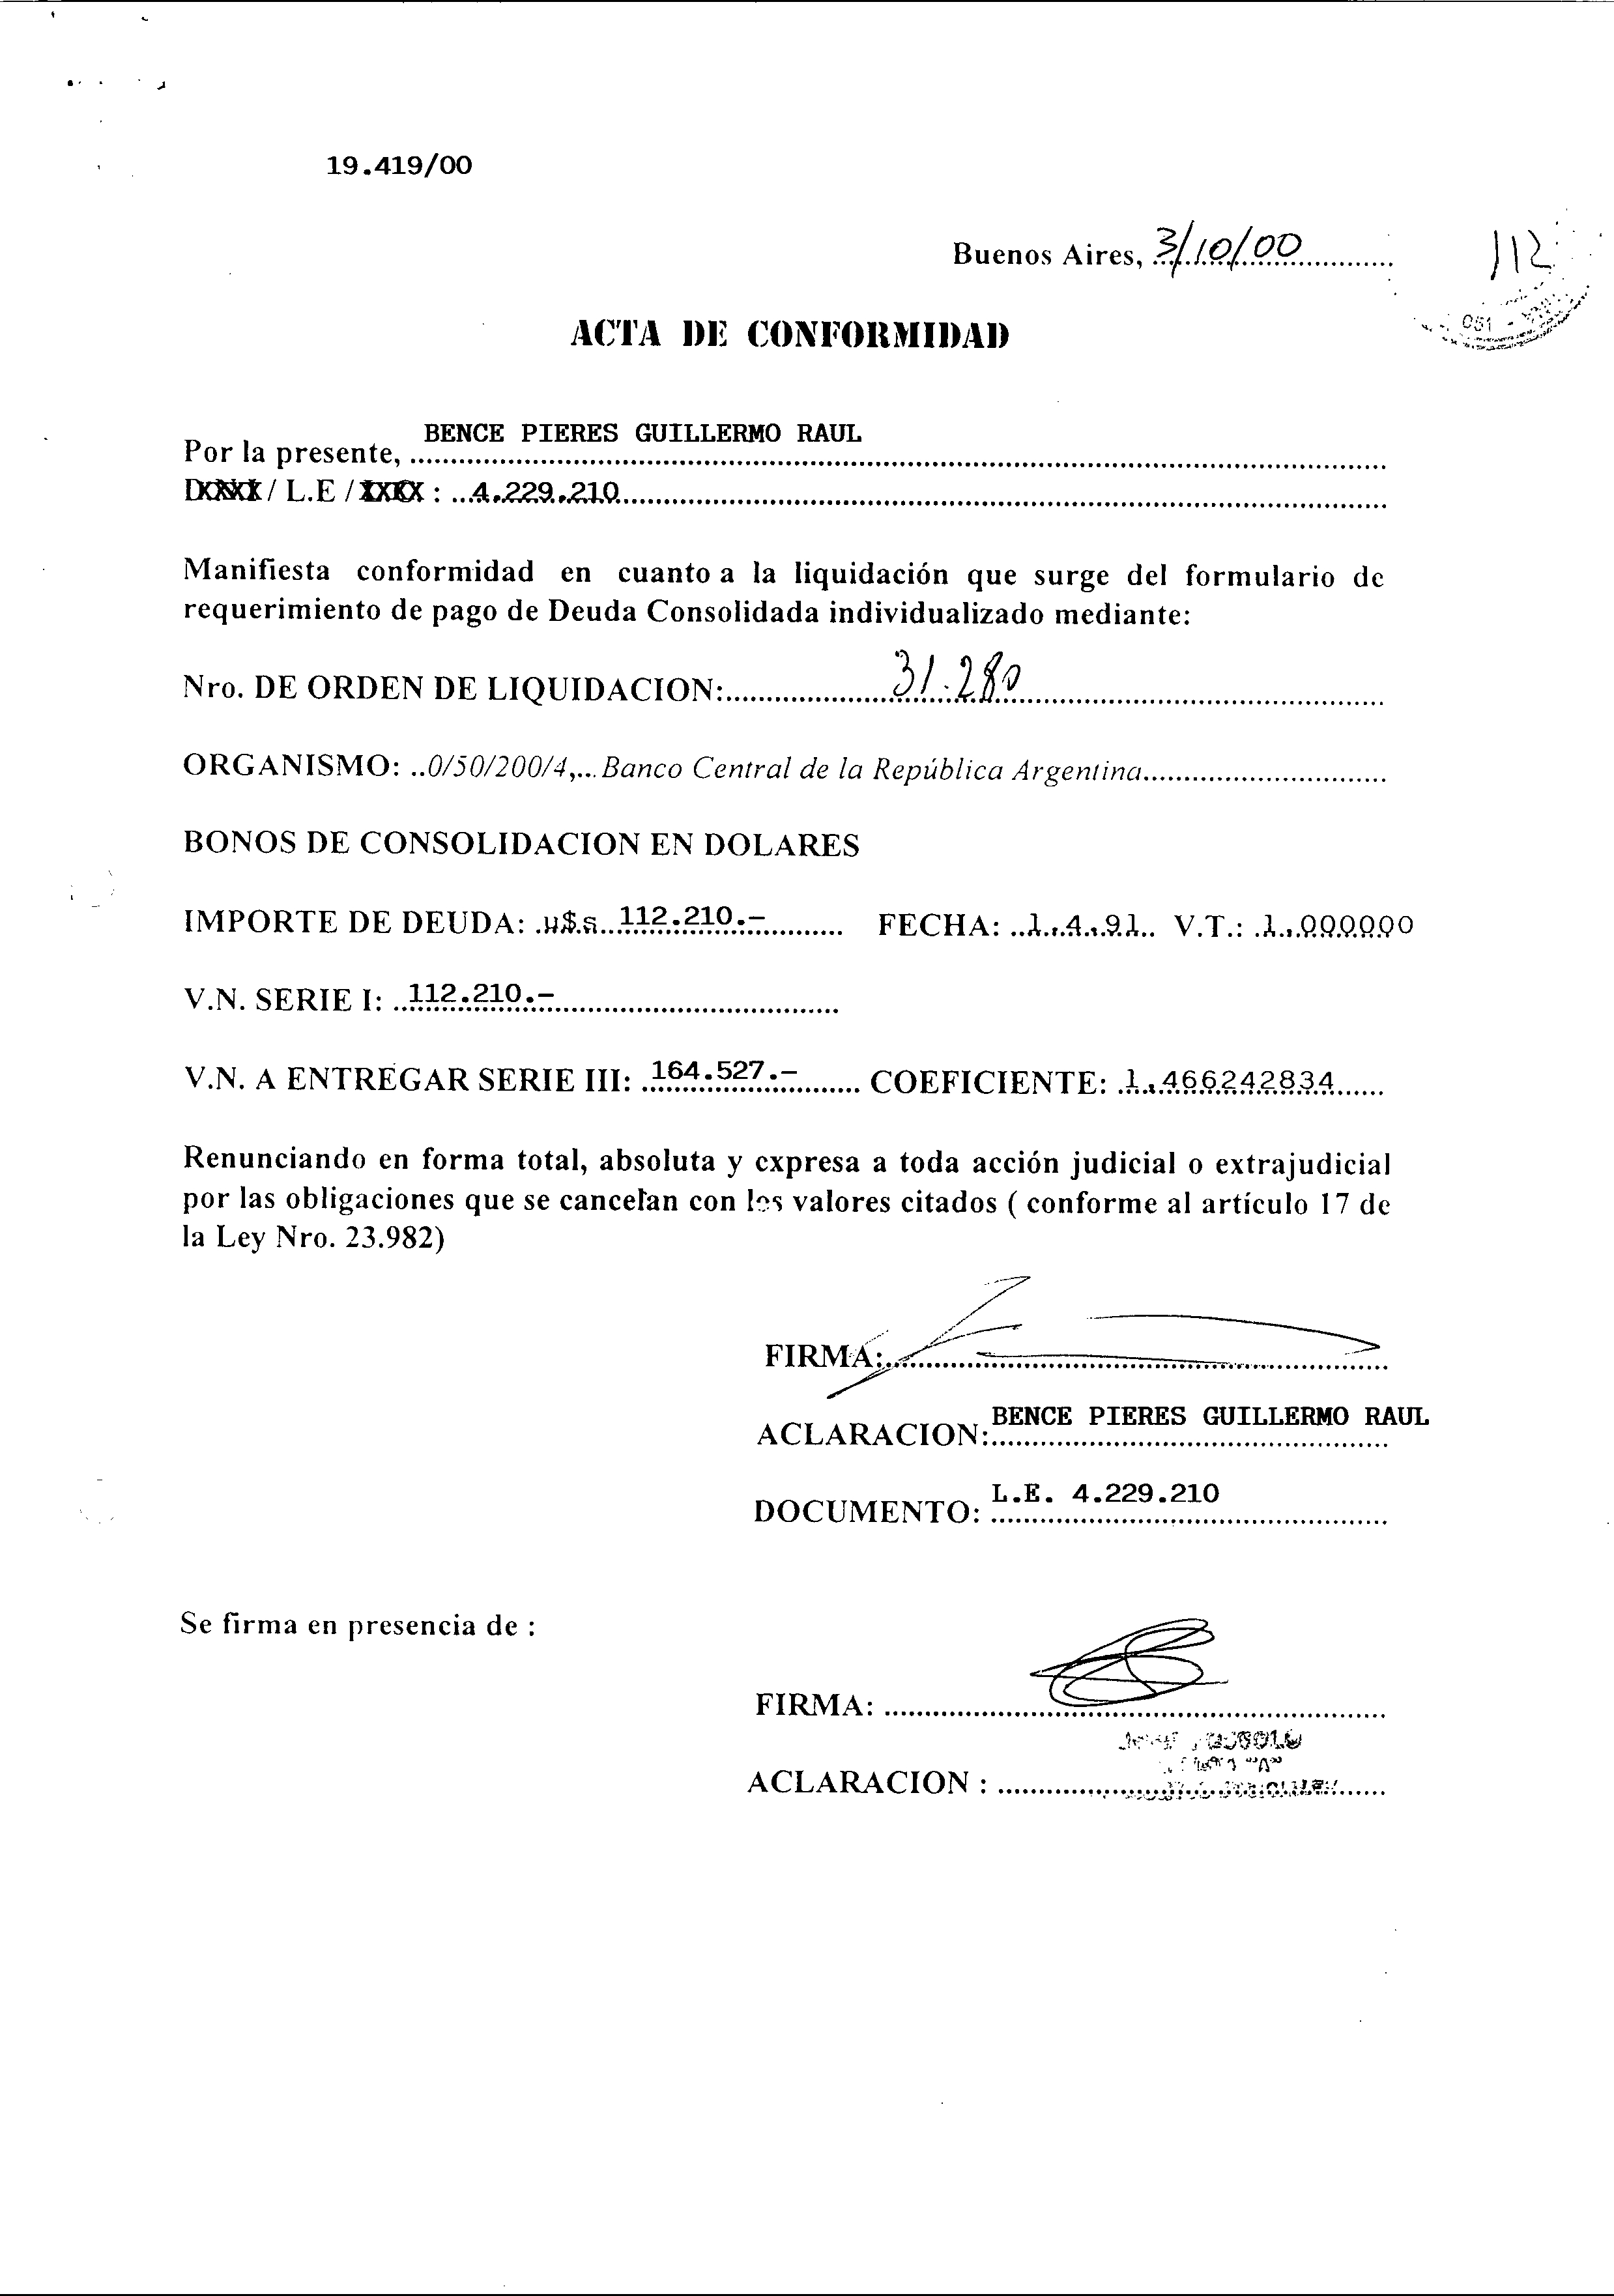 19.419/00
Buenos Aires, 3/10/00
112
051 -
ACTA DE CONFORMIDAD
BENCE PIERES GUILLERMO RAUL
Por la presente,
/ L.E / : 4.229.210
Manifiesta conformidad en cuanto a la liquidación que surge del formulario de
requerimiento de pago de Deuda Consolidada individualizado mediante:
Nro. DE ORDEN DE LIQUIDACION: 31.280
ORGANISMO: ..0/50/200/4,... Banco Central de la República Argentina
BONOS DE CONSOLIDACION EN DOLARES
IMPORTE DE DEUDA: u$s 112.210.- FECHA: 1.4.91 V.T.: 1.000000
V.N. SERIE I: 112.210.-
V.N. A ENTREGAR SERIE III: 164.527.- COEFICIENTE: 1.466242834
Renunciando en forma total, absoluta y expresa a toda acción judicial o extrajudicial
por las obligaciones que se cancelan con los valores citados ( conforme al artículo 17 de
la Ley Nro. 23.982)
FIRMA:
ACLARACION: BENCE PIERES GUILLERMO RAUL
DOCUMENTO: L.E. 4.229.210
Se firma en presencia de :
FIRMA:
ACLARACION :